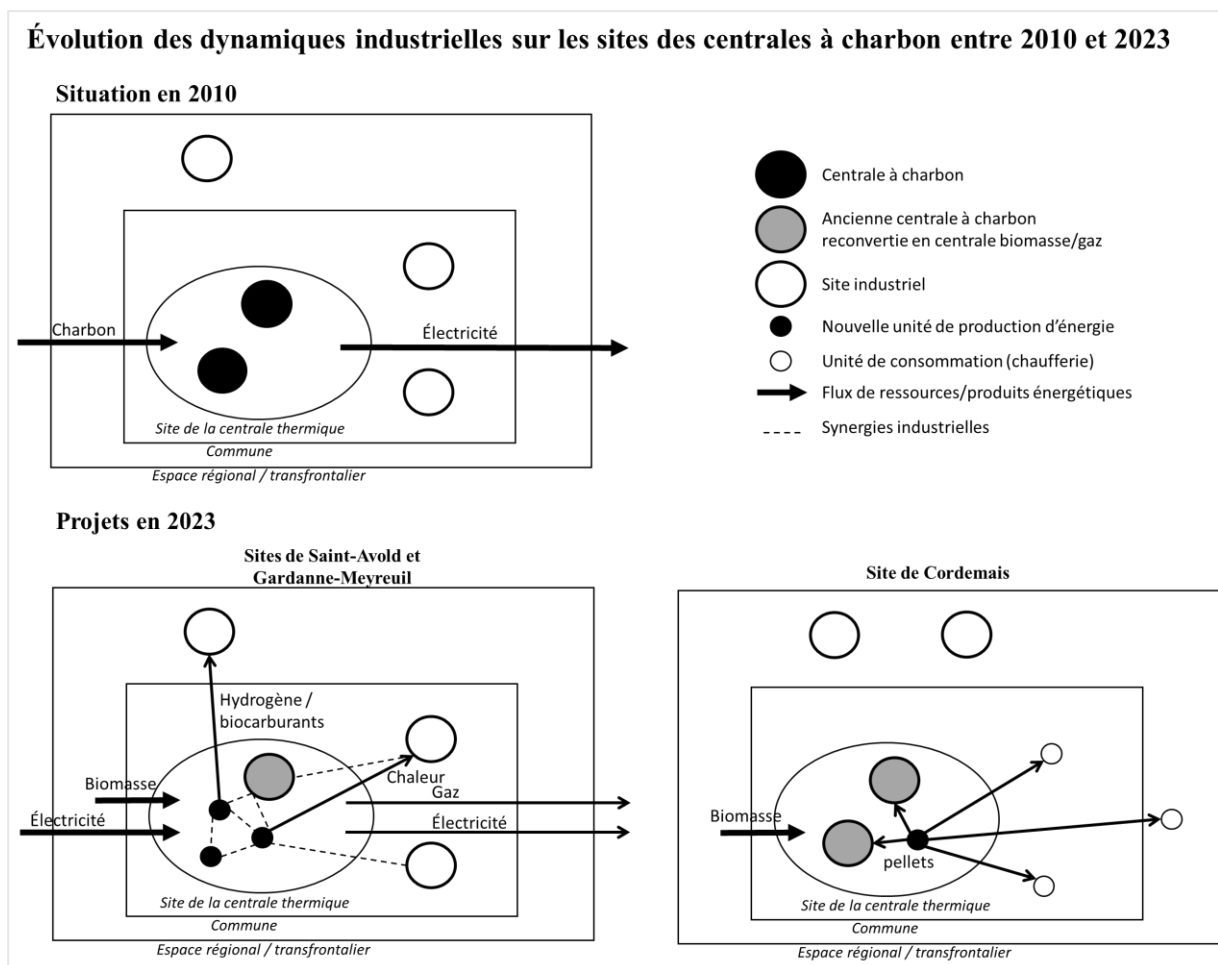 Évolution des dynamiques industrielles sur les sites des centrales à charbon entre 2010 et 2023
Situation en 2010
Charbon
Électricité
Site de la centrale thermique
Commune
Espace régional / transfrontalier
Centrale à charbon
Ancienne centrale à charbon
reconvertie en centrale biomasse/gaz
Site industriel
Nouvelle unité de production d'énergie
Unité de consommation (chaufferie)
Flux de ressources/produits énergétiques
Synergies industrielles
Projets en 2023
Sites de Saint-Avold et
Gardanne-Meyreuil
Hydrogène /
biocarburants
Biomasse
Électricité
Chaleur
Gaz
Électricité
Site de la centrale thermique
Commune
Espace régional / transfrontalier
Site de Cordemais
Biomasse
pellets
Site de la centrale thermique
Commune
Espace régional / transfrontalier